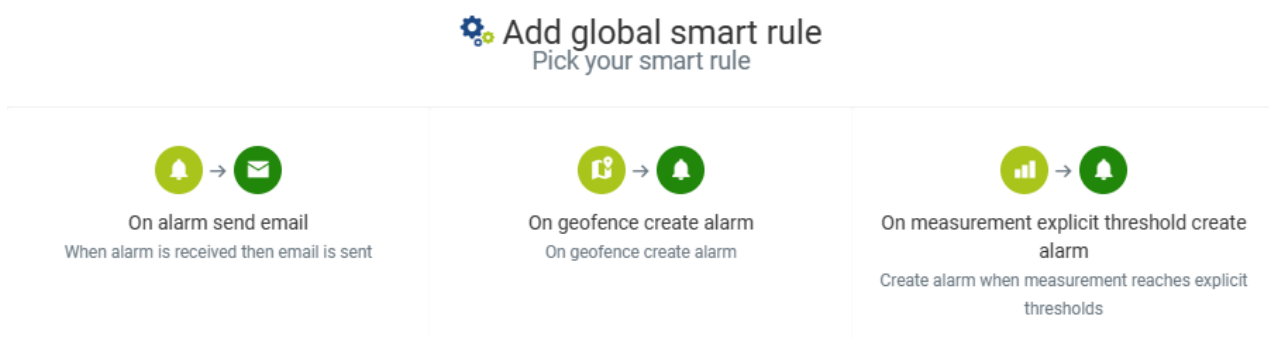 Add global smart rule
Pick your smart rule
On alarm send email
When alarm is received then email is sent
On geofence create alarm
On geofence create alarm
On measurement explicit threshold create
alarm
Create alarm when measurement reaches explicit
thresholds